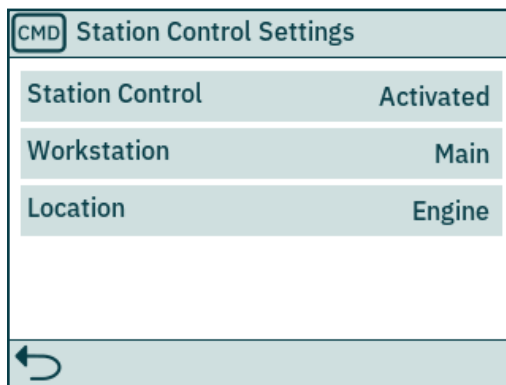 CMD Station Control Settings
Station Control Activated
Workstation Main
Location Engine